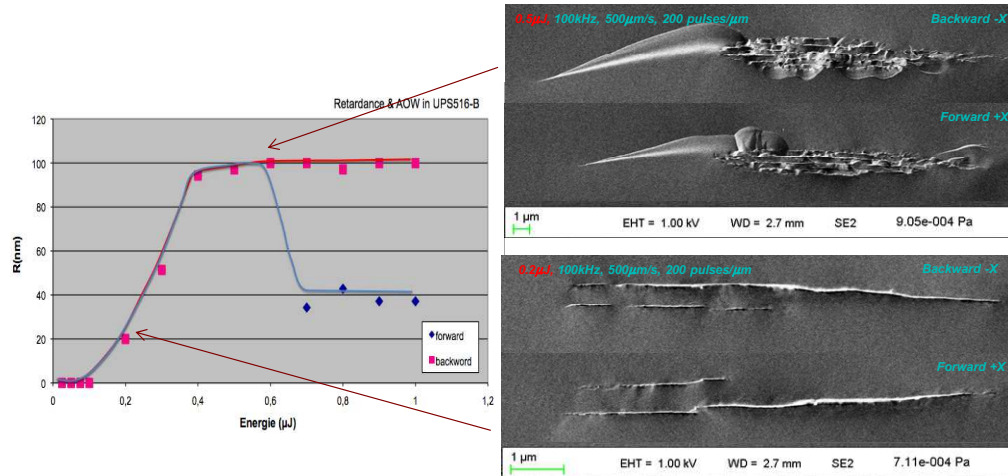 Retardance & AOW in UPS516-B
120
100
80
60
40
20
0
R(nm)
0
0,2
0,4
0,6
0,8
1
1,2
Energie (µJ)
forward
backword
0.5µJ, 100kHz, 500µm/s, 200 pulses/µm
Backward -X
Forward +X
1 µm
EHT = 1.00 kV
WD = 2.7 mm
SE2
9.05e-004 Pa
0.2µJ, 100kHz, 500µm/s, 200 pulses/µm
Backward -X
Forward +X
1 µm
EHT = 1.00 kV
WD = 2.7 mm
SE2
7.11e-004 Pa